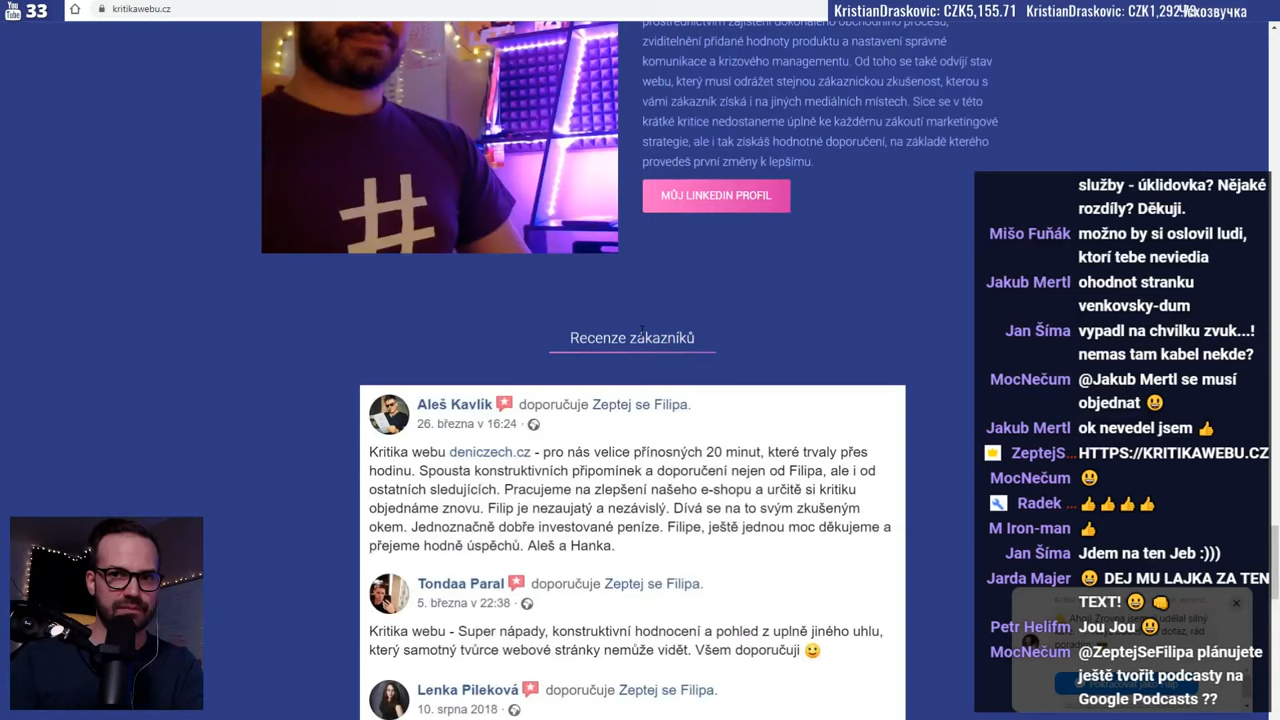 You Tube 33
kritikawebu.cz
KristianDraskovic: CZK5,155.71 KristianDraskovic: CZK1,292
prostřednictvím zajištění dokonalého obchodního procesu,
zviditelnění přidané hodnoty produktu a nastavení správné
komunikace a krizového managementu. Od toho se také odvíjí stav
webu, který musí odrážet stejnou zákaznickou zkušenost, kterou s
vámi zákazník získá i na jiných mediálních místech. Sice se v této
krátké kritice nedostaneme úplně ke každému zákoutí marketingové
strategie, ale i tak získáš hodnotné doporučení, na základě kterého
provedeš první změny k lepšímu.
MŮJ LINKEDIN PROFIL
#
Recenze zákazníků
Aleš Kavlík doporučuje Zeptej se Filipa.
26. března v 16:24 ·
Kritika webu deniczech.cz - pro nás velice přínosných 20 minut, které trvaly přes
hodinu. Spousta konstruktivních připomínek a doporučení nejen od Filipa, ale i od
ostatních sledujících. Pracujeme na zlepšení našeho e-shopu a určitě si kritiku
objednáme znovu. Filip je nezaujatý a nezávislý. Dívá se na to svým zkušeným
okem. Jednoznačně dobře investované peníze. Filipe, ještě jednou moc děkujeme a
přejeme hodně úspěchů. Aleš a Hanka.
Tondaa Paral doporučuje Zeptej se Filipa.
5. března v 22:38 ·
Kritika webu - Super nápady, konstruktivní hodnocení a pohled z uplně jiného uhlu,
který samotný tvůrce webové stránky nemůže vidět. Všem doporučuji 😀
Lenka Pileková doporučuje Zeptej se Filipa.
10. srpna 2018 ·
služby - úklidovka? Nějaké
rozdíly? Děkuji.
Mišo Fuňák možno by si oslovil ludi,
ktorí tebe neviedia
Jakub Mertl ohodnot stranku
venkovsky-dum
Jan Šíma vypadl na chvilku zvuk...!
nemas tam kabel nekde?
MocNečum @Jakub Mertl se musí
objednat 😀
Jakub Mertl ok nevedel jsem 👍
ZeptejS... HTTPS://KRITIKAWEBU.CZ
MocNečum 😀
Radek 👍👍👍👍
M Iron-man 👍
Jan Šíma Jdem na ten Jeb :)))
Jarda Majer 😀 DEJ MU LAJKA ZA TEN
TEXT! 😀 👊
Petr Helifm Jou Jou 😀
MocNečum @ZeptejSeFilipa plánujete
ještě tvořit podcasty na
Google Podcasts ??